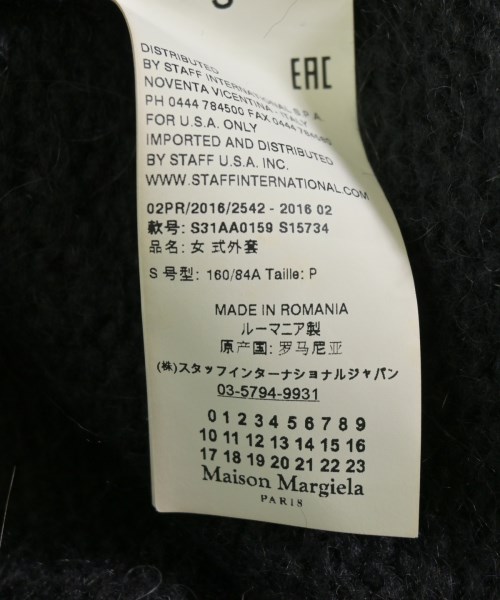 DISTRIBUTED
EAC
BY STAFF INTERNATIONAL S.P.A.
NOVENTA VICENTINA, ITALY
PH 0444 784500 FAX 0444 784680
FOR U.S.A. ONLY
IMPORTED AND DISTRIBUTED
BY STAFF U.S.A. INC.
WWW.STAFFINTERNATIONAL.COM
02PR/2016/2542 - 2016 02
款号: S31AA0159 S15734
品名: 女 式外套
S 号型: 160/84A Taille: P
MADE IN ROMANIA
ルーマニア製
原产国: 罗马尼亚
(株)スタッフインターナショナルジャパン
03-5794-9931
0 1 2 3 4 5 6 7 8 9
10 11 12 13 14 15 16
17 18 19 20 21 22 23
Maison Margiela
PARIS